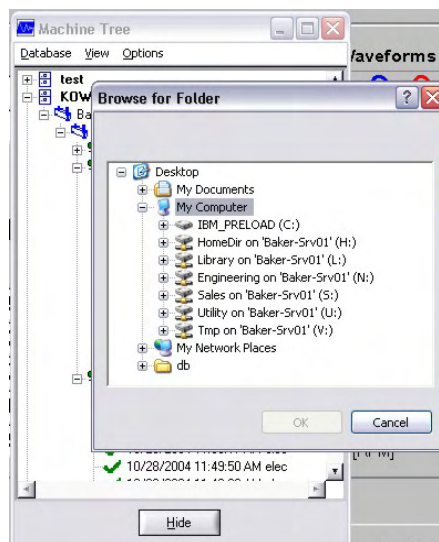 Machine Tree
Database View Options
Waveforms
test
KOW
Ba
Browse for Folder
Desktop
My Documents
My Computer
IBM_PRELOAD (C:)
HomeDir on 'Baker-Srv01' (H:)
Library on 'Baker-Srv01' (L:)
Engineering on 'Baker-Srv01' (N:)
Sales on 'Baker-Srv01' (S:)
Utility on 'Baker-Srv01' (U:)
Tmp on 'Baker-Srv01' (V:)
My Network Places
db
OK Cancel
10/28/2004 11:49:50 AM elec
Hide